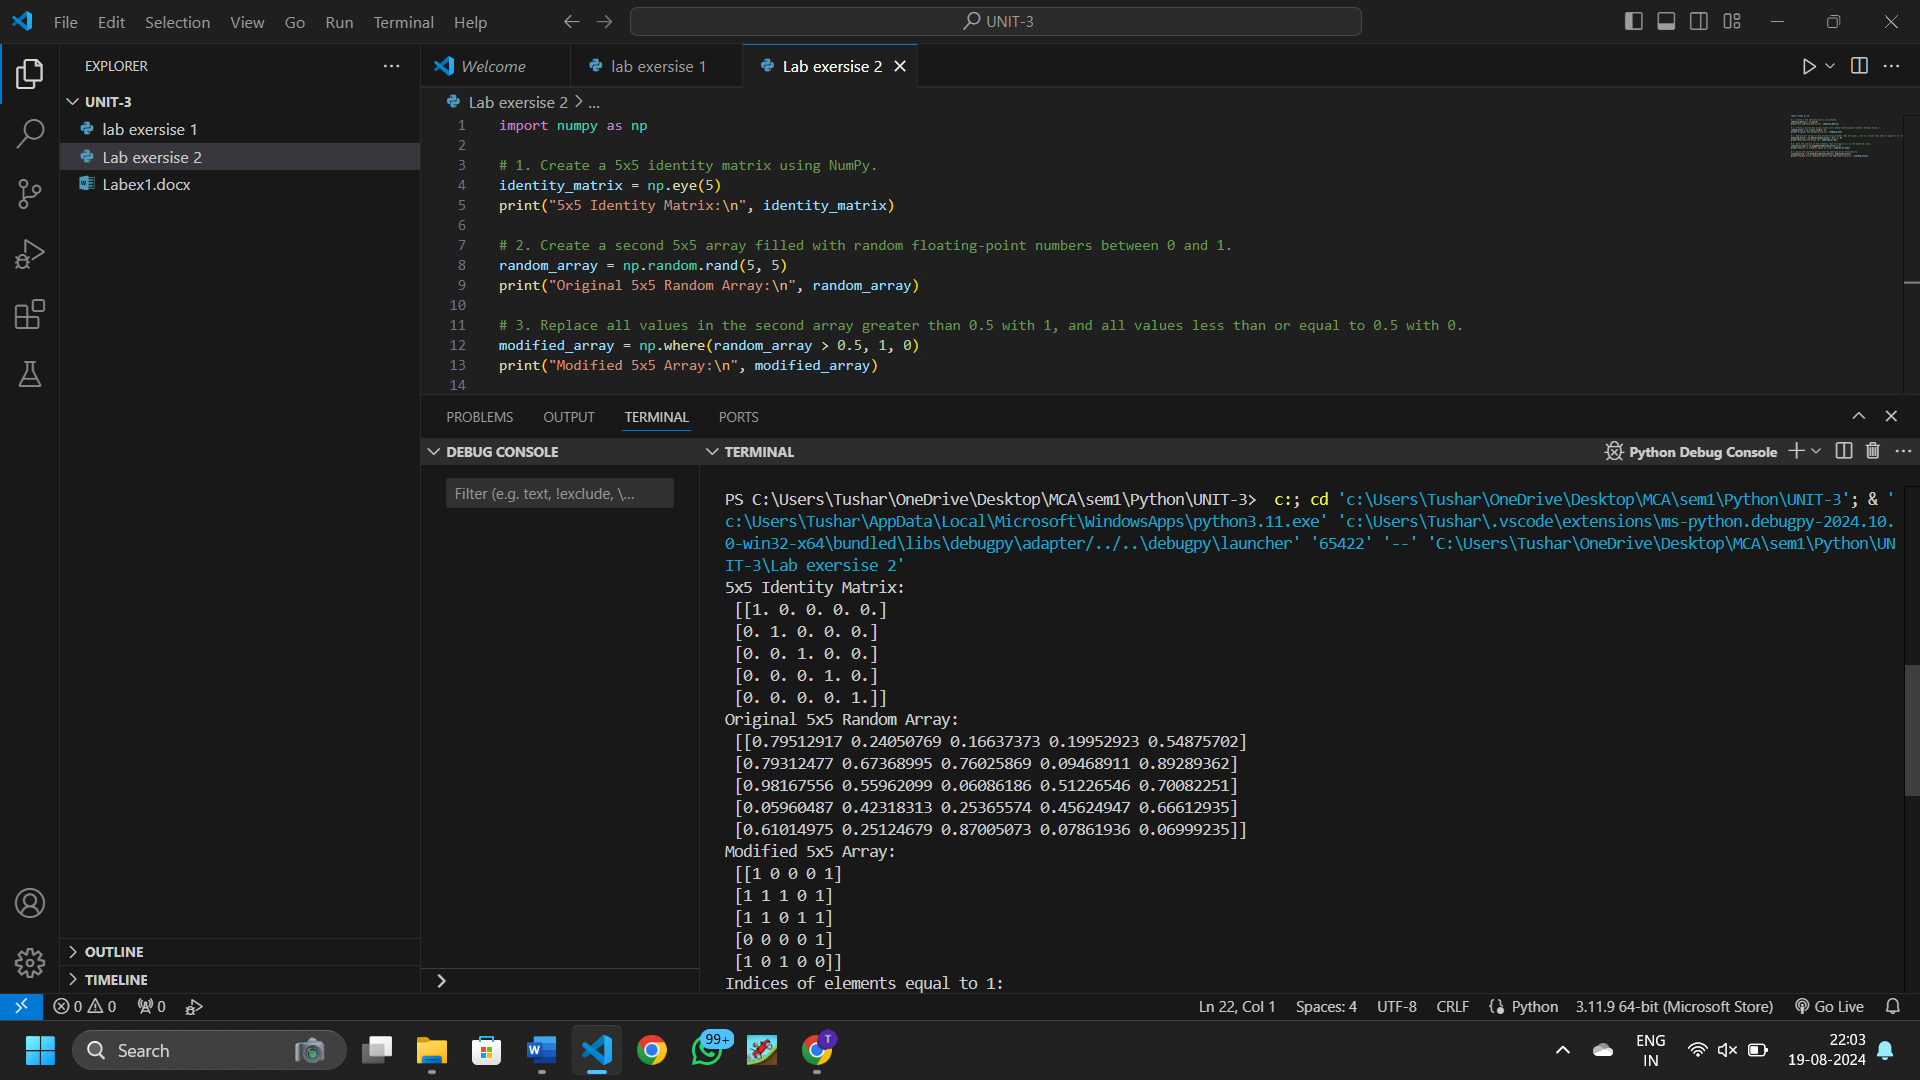 File Edit Selection View Go Run Terminal Help
UNIT-3
EXPLORER
UNIT-3
lab exersise 1
Lab exersise 2
Labex1.docx
OUTLINE
TIMELINE
Welcome
lab exersise 1
Lab exersise 2
Lab exersise 2 > ...
1 import numpy as np
2
3 # 1. Create a 5x5 identity matrix using NumPy.
4 identity_matrix = np.eye(5)
5 print("5x5 Identity Matrix:\n", identity_matrix)
6
7 # 2. Create a second 5x5 array filled with random floating-point numbers between 0 and 1.
8 random_array = np.random.rand(5, 5)
9 print("Original 5x5 Random Array:\n", random_array)
10
11 # 3. Replace all values in the second array greater than 0.5 with 1, and all values less than or equal to 0.5 with 0.
12 modified_array = np.where(random_array > 0.5, 1, 0)
13 print("Modified 5x5 Array:\n", modified_array)
14
PROBLEMS OUTPUT TERMINAL PORTS
DEBUG CONSOLE
Filter (e.g. text, !exclude, \...
TERMINAL
Python Debug Console
PS C:\Users\Tushar\OneDrive\Desktop\MCA\sem1\Python\UNIT-3>  c:; cd 'c:\Users\Tushar\OneDrive\Desktop\MCA\sem1\Python\UNIT-3'; & '
c:\Users\Tushar\AppData\Local\Microsoft\WindowsApps\python3.11.exe' 'c:\Users\Tushar\.vscode\extensions\ms-python.debugpy-2024.10.
0-win32-x64\bundled\libs\debugpy\adapter/../..\debugpy\launcher' '65422' '--' 'C:\Users\Tushar\OneDrive\Desktop\MCA\sem1\Python\UN
IT-3\Lab exersise 2'
5x5 Identity Matrix:
[[1. 0. 0. 0. 0.]
[0. 1. 0. 0. 0.]
[0. 0. 1. 0. 0.]
[0. 0. 0. 1. 0.]
[0. 0. 0. 0. 1.]]
Original 5x5 Random Array:
[[0.79512917 0.24050769 0.16637373 0.19952923 0.54875702]
[0.79312477 0.67368995 0.76025869 0.09468911 0.89289362]
[0.98167556 0.55962099 0.06086186 0.51226546 0.70082251]
[0.05960487 0.42318313 0.25365574 0.45624947 0.66612935]
[0.61014975 0.25124679 0.87005073 0.07861936 0.06999235]]
Modified 5x5 Array:
[[1 0 0 0 1]
[1 1 1 0 1]
[1 1 0 1 1]
[0 0 0 0 1]
[1 0 1 0 0]]
Indices of elements equal to 1:
0 0 0
Ln 22, Col 1 Spaces: 4 UTF-8 CRLF Python 3.11.9 64-bit (Microsoft Store) Go Live
Search
99+
T
ENG
IN
22:03
19-08-2024